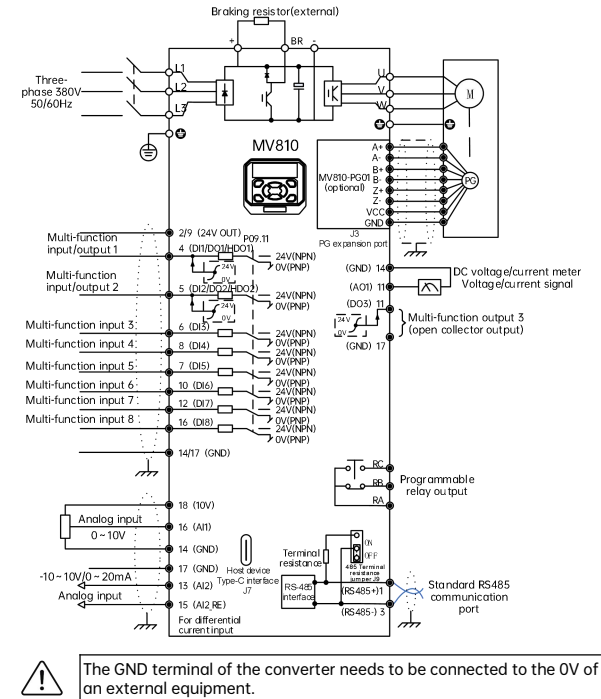 Braking resistor(external)
+ BR -
Three-
phase 380V
50/60Hz
L1
L2
L3
U
V
W
M
MV810
MV810-PG01
(optional)
A+
A-
B+
B-
Z+
Z-
VCC
GND
PG
J3
PG expansion port
2/9 (24V OUT)
P09.11
Multi-function
input/output 1
4 (DI1/DO1/HDO1)
24V(NPN)
0V(PNP)
24V
0V
Multi-function
input/output 2
5 (DI2/DO2/HDO2)
24V(NPN)
0V(PNP)
24V
0V
Multi-function input 3
6 (DI3)
24V(NPN)
0V(PNP)
Multi-function input 4
8 (DI4)
24V(NPN)
0V(PNP)
Multi-function input 5
7 (DI5)
24V(NPN)
0V(PNP)
Multi-function input 6
10 (DI6)
24V(NPN)
0V(PNP)
Multi-function input 7
12 (DI7)
24V(NPN)
0V(PNP)
Multi-function input 8
16 (DI8)
24V(NPN)
0V(PNP)
14/17 (GND)
(GND) 14
(AO1) 11
DC voltage/current meter
Voltage/current signal
(DO3) 11
24V
0V
(GND) 17
Multi-function output 3
(open collector output)
RC
RB
RA
Programmable
relay output
18 (10V)
Analog input
0~10V
16 (AI1)
14 (GND)
17 (GND)
-10~10V/0~20mA
13 (AI2)
Analog input
15 (AI2_RE)
For differential
current input
Host device
Type-C interface
J7
Terminal
resistance
ON
OFF
485 Terminal
resistance
jumper J9
RS-485
interface
(RS485+)1
(RS485-) 3
Standard RS485
communication
port
The GND terminal of the converter needs to be connected to the 0V of
an external equipment.